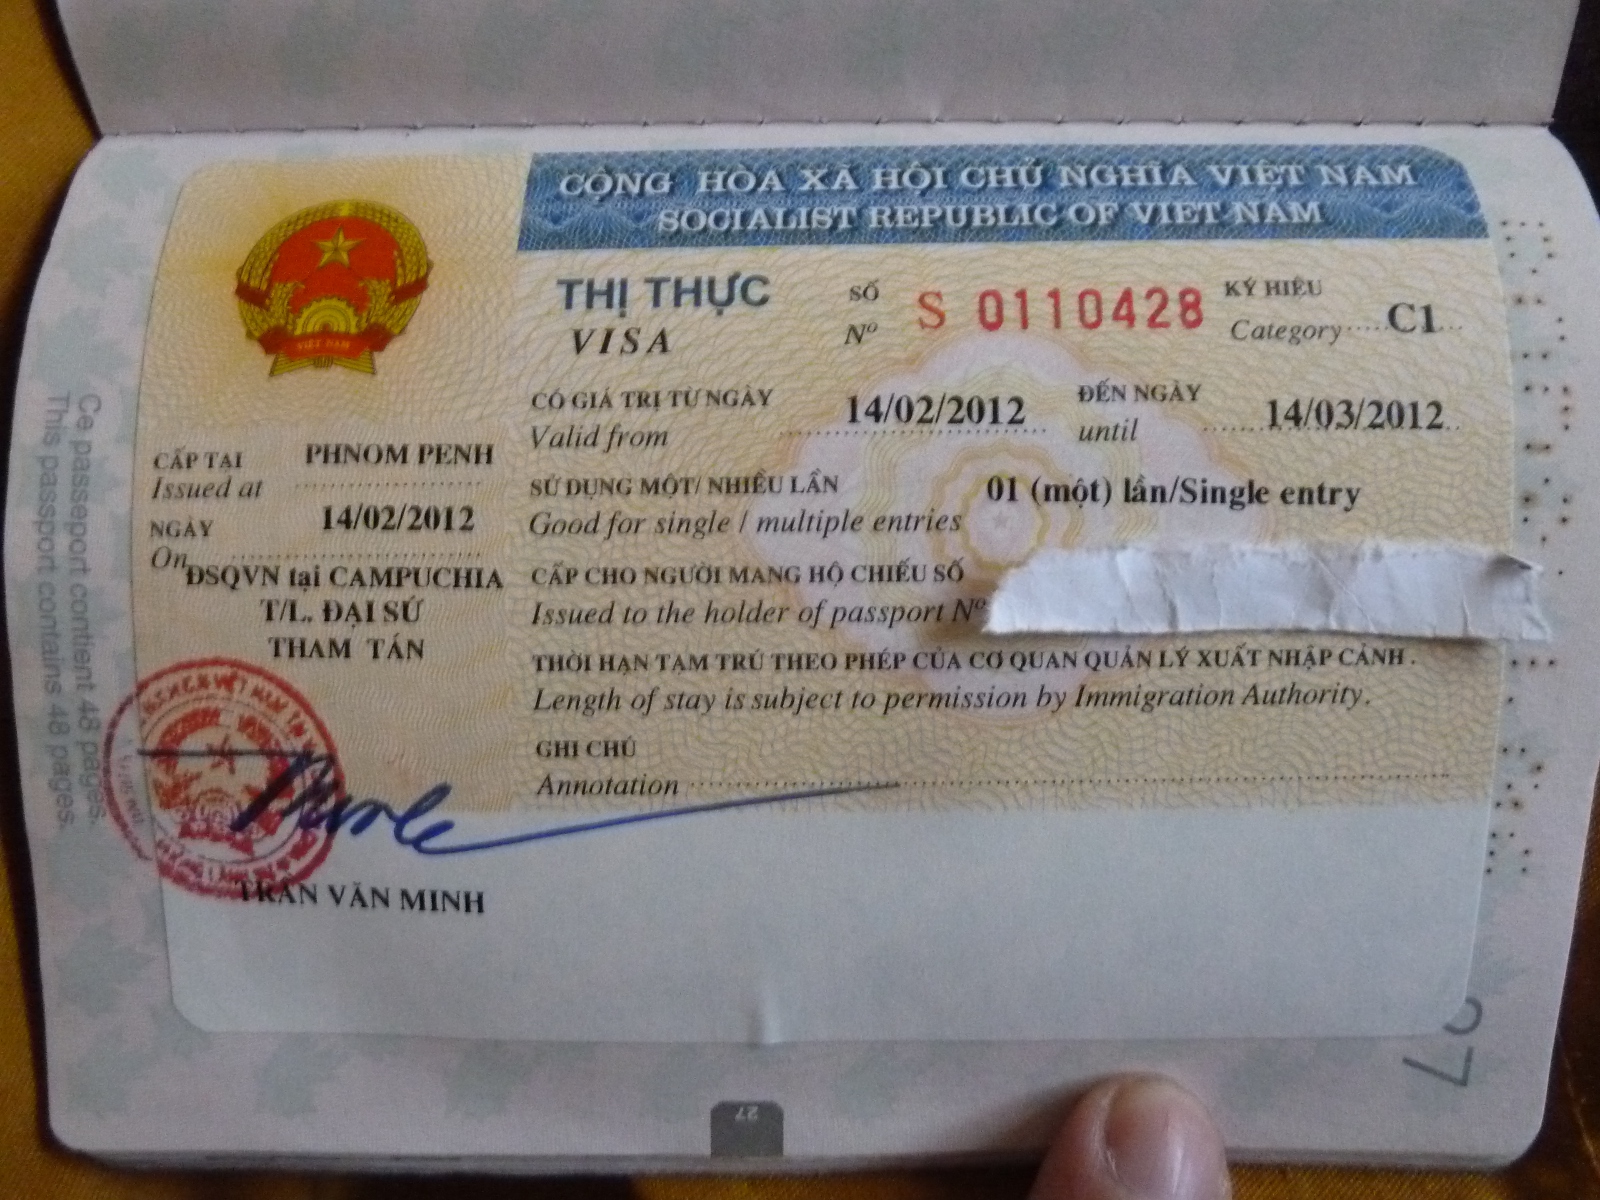 CỘNG HÒA XÃ HỘI CHỦ NGHĨA VIỆT NAM
SOCIALIST REPUBLIC OF VIET NAM
VIỆT NAM
THỊ THỰC
VISA
SỐ
Nº
S 0110428
KÝ HIỆU
Category C1
CÓ GIÁ TRỊ TỪ NGÀY
Valid from 14/02/2012
ĐẾN NGÀY
until 14/03/2012
SỬ DỤNG MỘT/ NHIỀU LẦN
Good for single / multiple entries
01 (một) lần/Single entry
CẤP CHO NGƯỜI MANG HỘ CHIẾU SỐ
Issued to the holder of passport Nº
THỜI HẠN TẠM TRÚ THEO PHÉP CỦA CƠ QUAN QUẢN LÝ XUẤT NHẬP CẢNH.
Length of stay is subject to permission by Immigration Authority.
GHI CHÚ
Annotation
CẤP TẠI
Issued at
PHNOM PENH
NGÀY
On
14/02/2012
ĐSQVN tại CAMPUCHIA
T/L. ĐẠI SỨ
THAM TÁN
TRẦN VĂN MINH
Ce passeport contient 48 pages.
This passport contains 48 pages.
27
27